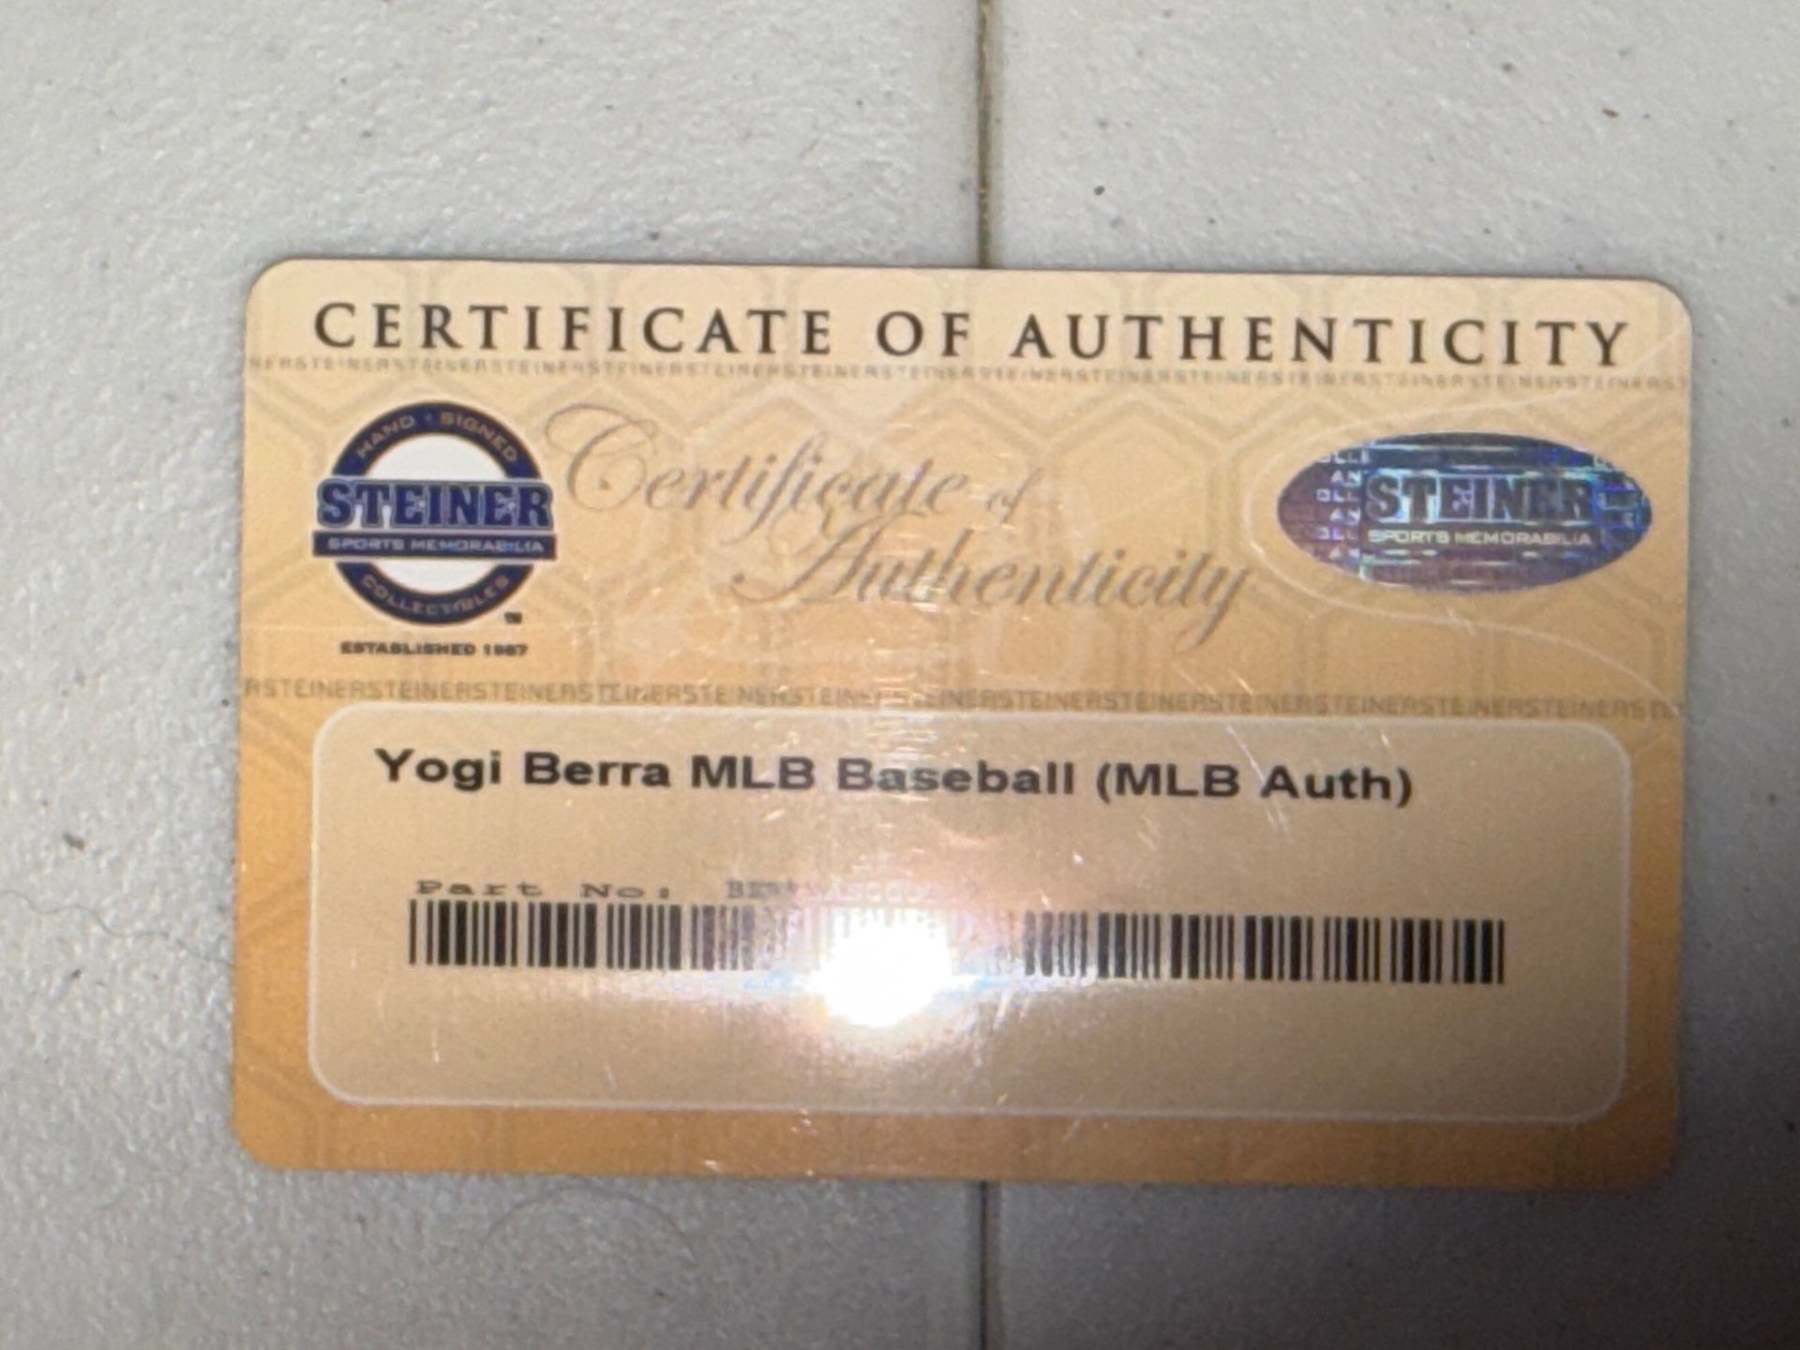 CERTIFICATE OF AUTHENTICITY
HAND · SIGNED
STEINER
SPORTS MEMORABILIA
COLLECTIBLES
TM
ESTABLISHED 1987
Certificate of
Authenticity
STEINER
SPORTS MEMORABILIA
Yogi Berra MLB Baseball (MLB Auth)
Part No: